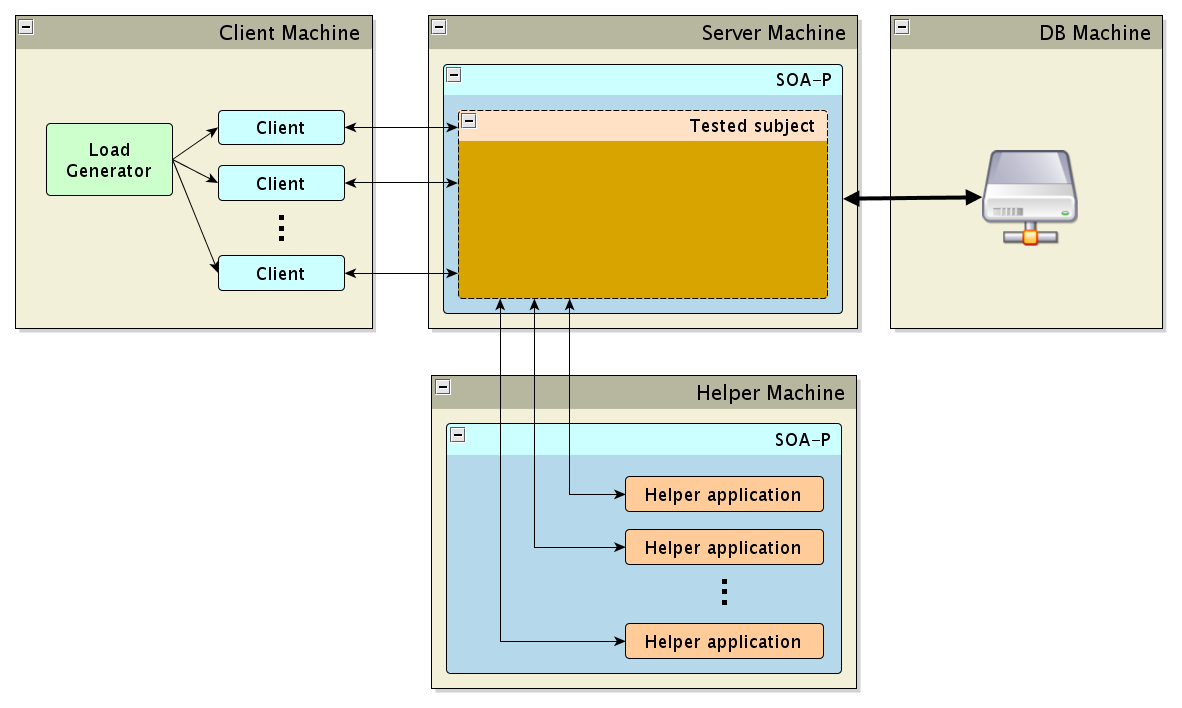 Client Machine
Load
Generator
Client
Client
Client
Server Machine
SOA-P
Tested subject
DB Machine
Helper Machine
SOA-P
Helper application
Helper application
Helper application